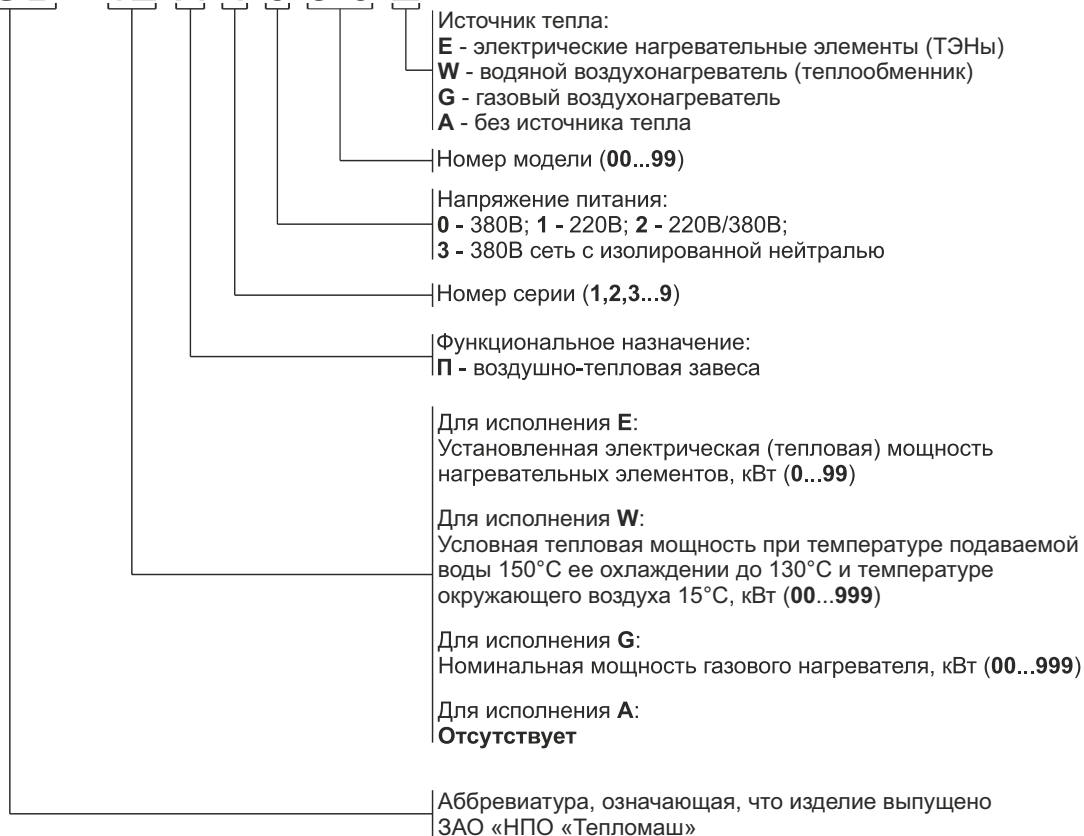 Источник тепла:
E - электрические нагревательные элементы (ТЭНы)
W - водяной воздухонагреватель (теплообменник)
G - газовый воздухонагреватель
A - без источника тепла
Номер модели (00...99)
Напряжение питания:
0 - 380В; 1 - 220В; 2 - 220В/380В;
3 - 380В сеть с изолированной нейтралью
Номер серии (1,2,3...9)
Функциональное назначение:
П - воздушно-тепловая завеса
Для исполнения E:
Установленная электрическая (тепловая) мощность
нагревательных элементов, кВт (0...99)
Для исполнения W:
Условная тепловая мощность при температуре подаваемой
воды 150°С ее охлаждении до 130°С и температуре
окружающего воздуха 15°С, кВт (00...999)
Для исполнения G:
Номинальная мощность газового нагревателя, кВт (00...999)
Для исполнения A:
Отсутствует
Аббревиатура, означающая, что изделие выпущено
ЗАО «НПО «Тепломаш»